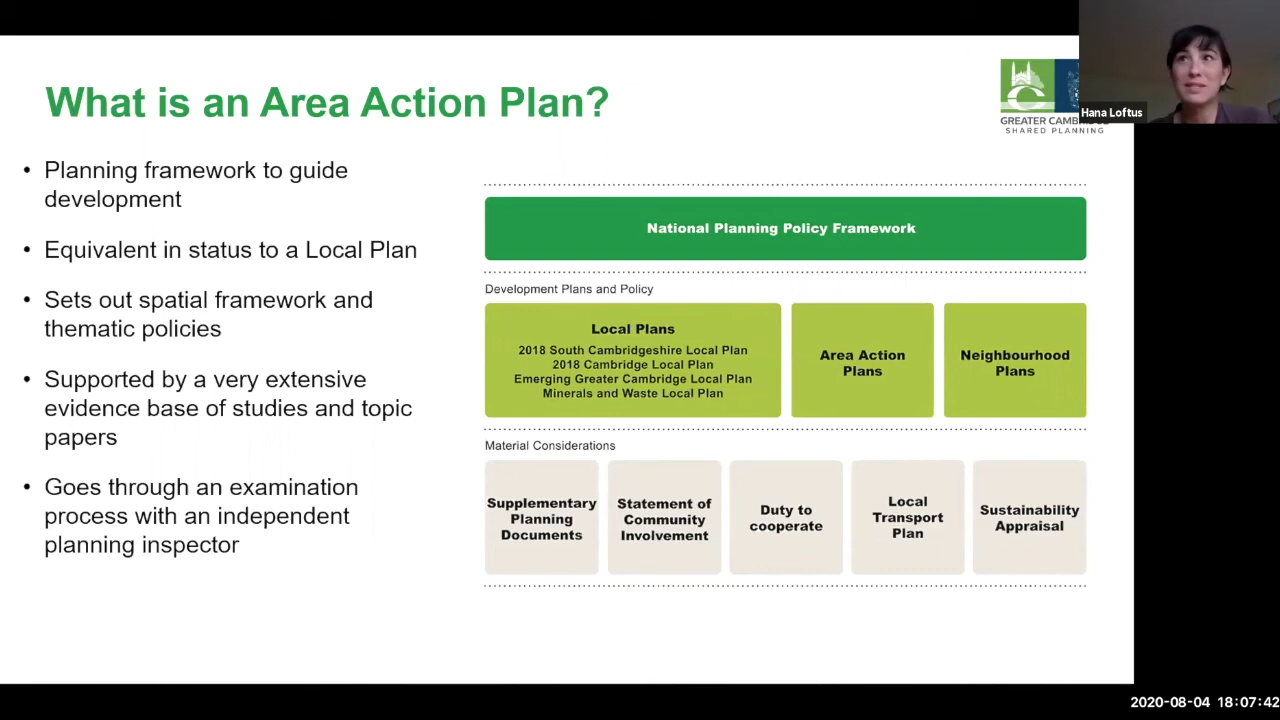 What is an Area Action Plan?
GREATER CAMB
SHARED PLANNING
Hana Loftus
• Planning framework to guide
development
• Equivalent in status to a Local Plan
• Sets out spatial framework and
thematic policies
• Supported by a very extensive
evidence base of studies and topic
papers
• Goes through an examination
process with an independent
planning inspector
National Planning Policy Framework
Development Plans and Policy
Local Plans
2018 South Cambridgeshire Local Plan
2018 Cambridge Local Plan
Emerging Greater Cambridge Local Plan
Minerals and Waste Local Plan
Area Action
Plans
Neighbourhood
Plans
Material Considerations
Supplementary
Planning
Documents
Statement of
Community
Involvement
Duty to
cooperate
Local
Transport
Plan
Sustainability
Appraisal
2020-08-04 18:07:42